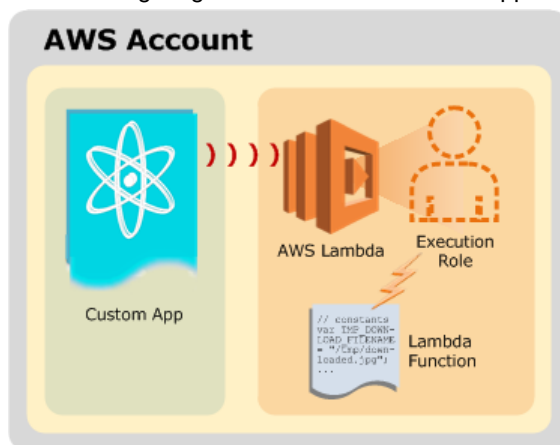 AWS Account
Custom App
AWS Lambda
Execution
Role
// constants
var TMP_DOWN-
LOAD_FILENAME
= "/tmp/down-
loaded.jpg";
...
Lambda
Function